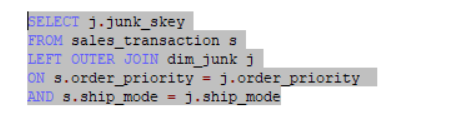 SELECT j.junk_skey
FROM sales_transaction s
LEFT OUTER JOIN dim_junk j
ON s.order_priority = j.order_priority
AND s.ship_mode = j.ship_mode